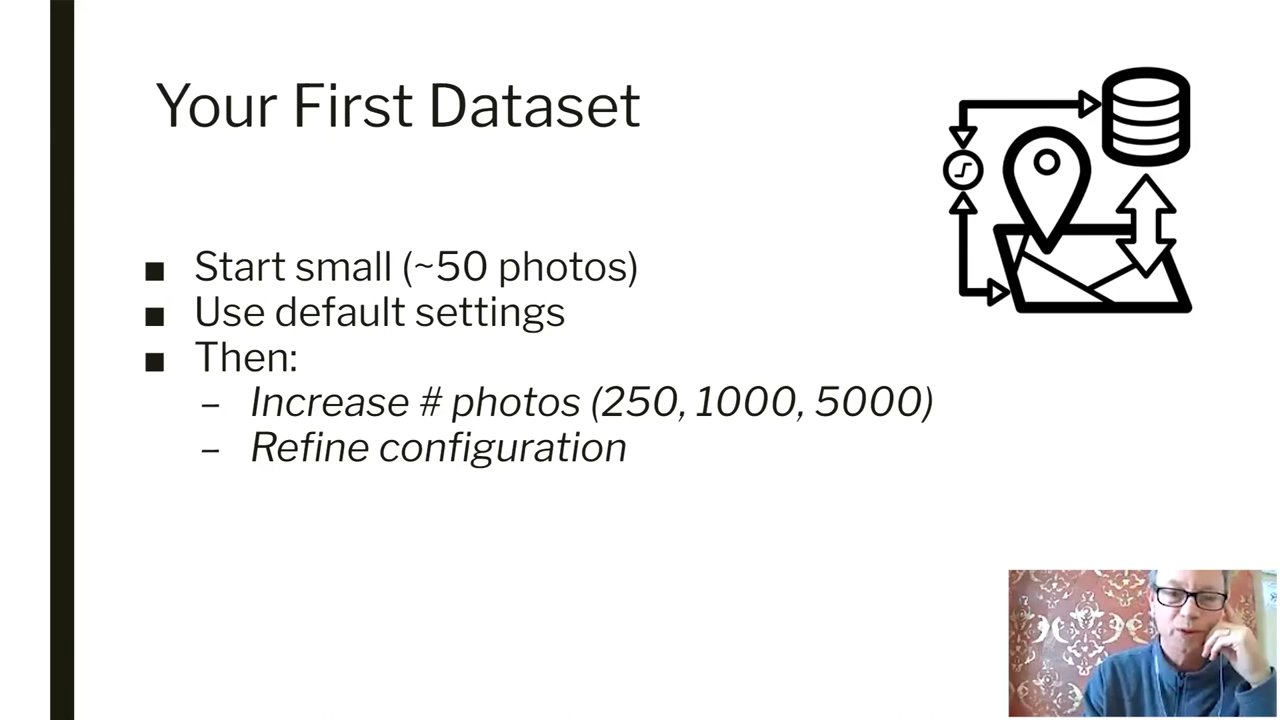 Your First Dataset
■ Start small (~50 photos)
■ Use default settings
■ Then:
– Increase # photos (250, 1000, 5000)
– Refine configuration